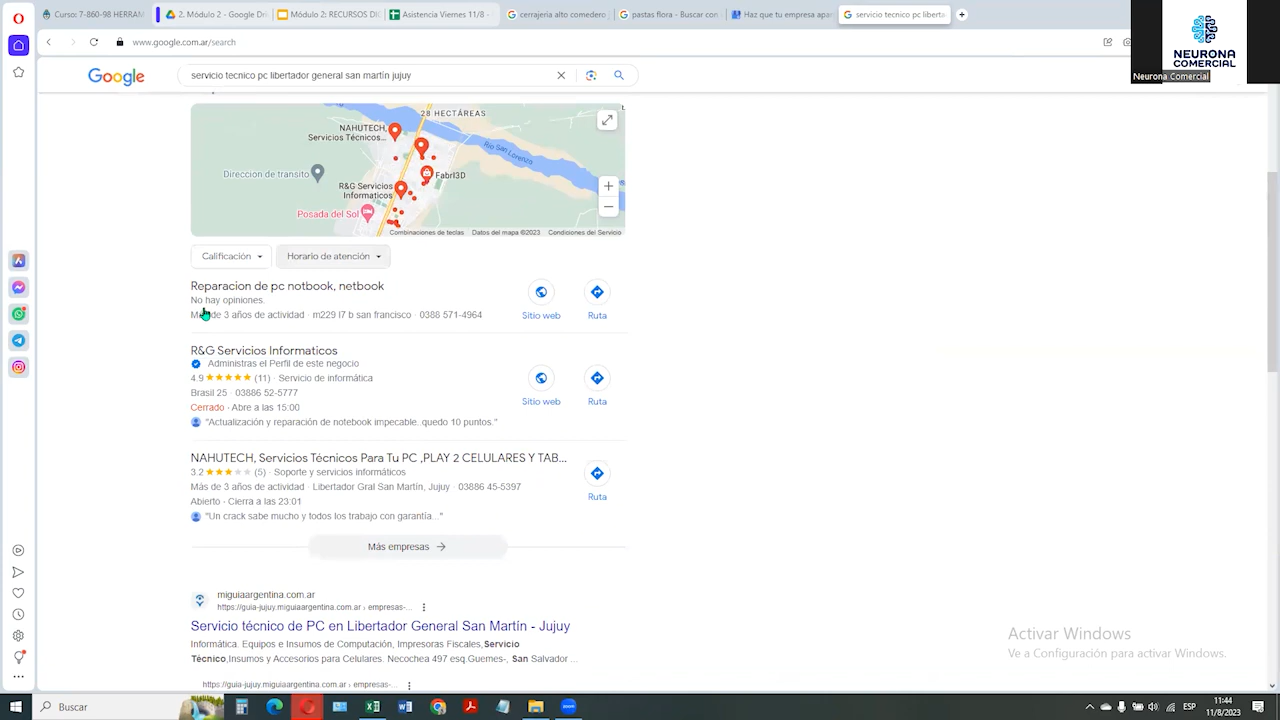 Curso: 7-860-98 HERRAM
2. Módulo 2 - Google Dri
Módulo 2: RECURSOS DIG
Asistencia Viernes 11/8 -
cerrajeria alto comedero
pastas flora - Buscar con
Haz que tu empresa apar
servicio tecnico pc liberta
www.google.com.ar/search
NEURONA
COMERCIAL
Neurona Comercial
Google
servicio tecnico pc libertador general san martín jujuy
28 HECTÁREAS
NAHUTECH,
Servicios Técnicos...
Río San Lorenzo
Direccion de transito
FabrI3D
R&G Servicios
Informaticos
Posada del Sol
Combinaciones de teclas
Datos del mapa ©2023
Condiciones del Servicio
Calificación
Horario de atención
Reparacion de pc notbook, netbook
No hay opiniones.
Más de 3 años de actividad · m229 l7 b san francisco · 0388 571-4964
Sitio web
Ruta
R&G Servicios Informaticos
Administras el Perfil de este negocio
4.9 (11) · Servicio de informática
Brasil 25 · 03886 52-5777
Cerrado · Abre a las 15:00
"Actualización y reparación de notebook impecable..quedo 10 puntos."
Sitio web
Ruta
NAHUTECH, Servicios Técnicos Para Tu PC ,PLAY 2 CELULARES Y TAB...
3.2 (5) · Soporte y servicios informáticos
Más de 3 años de actividad · Libertador Gral San Martín, Jujuy · 03886 45-5397
Abierto · Cierra a las 23:01
"Un crack sabe mucho y todos los trabajo con garantía..."
Ruta
Más empresas
miguiaargentina.com.ar
https://guia-jujuy.miguiaargentina.com.ar › empresas-...
Servicio técnico de PC en Libertador General San Martín - Jujuy
Informática. Equipos e Insumos de Computación, Impresoras Fiscales,Servicio
Técnico,Insumos y Accesorios para Celulares. Necochea 497 esq.Guemes-, San Salvador ...
https://guia-jujuy.miguiaargentina.com.ar › empresas-...
Activar Windows
Ve a Configuración para activar Windows.
Buscar
11:44
11/8/2023